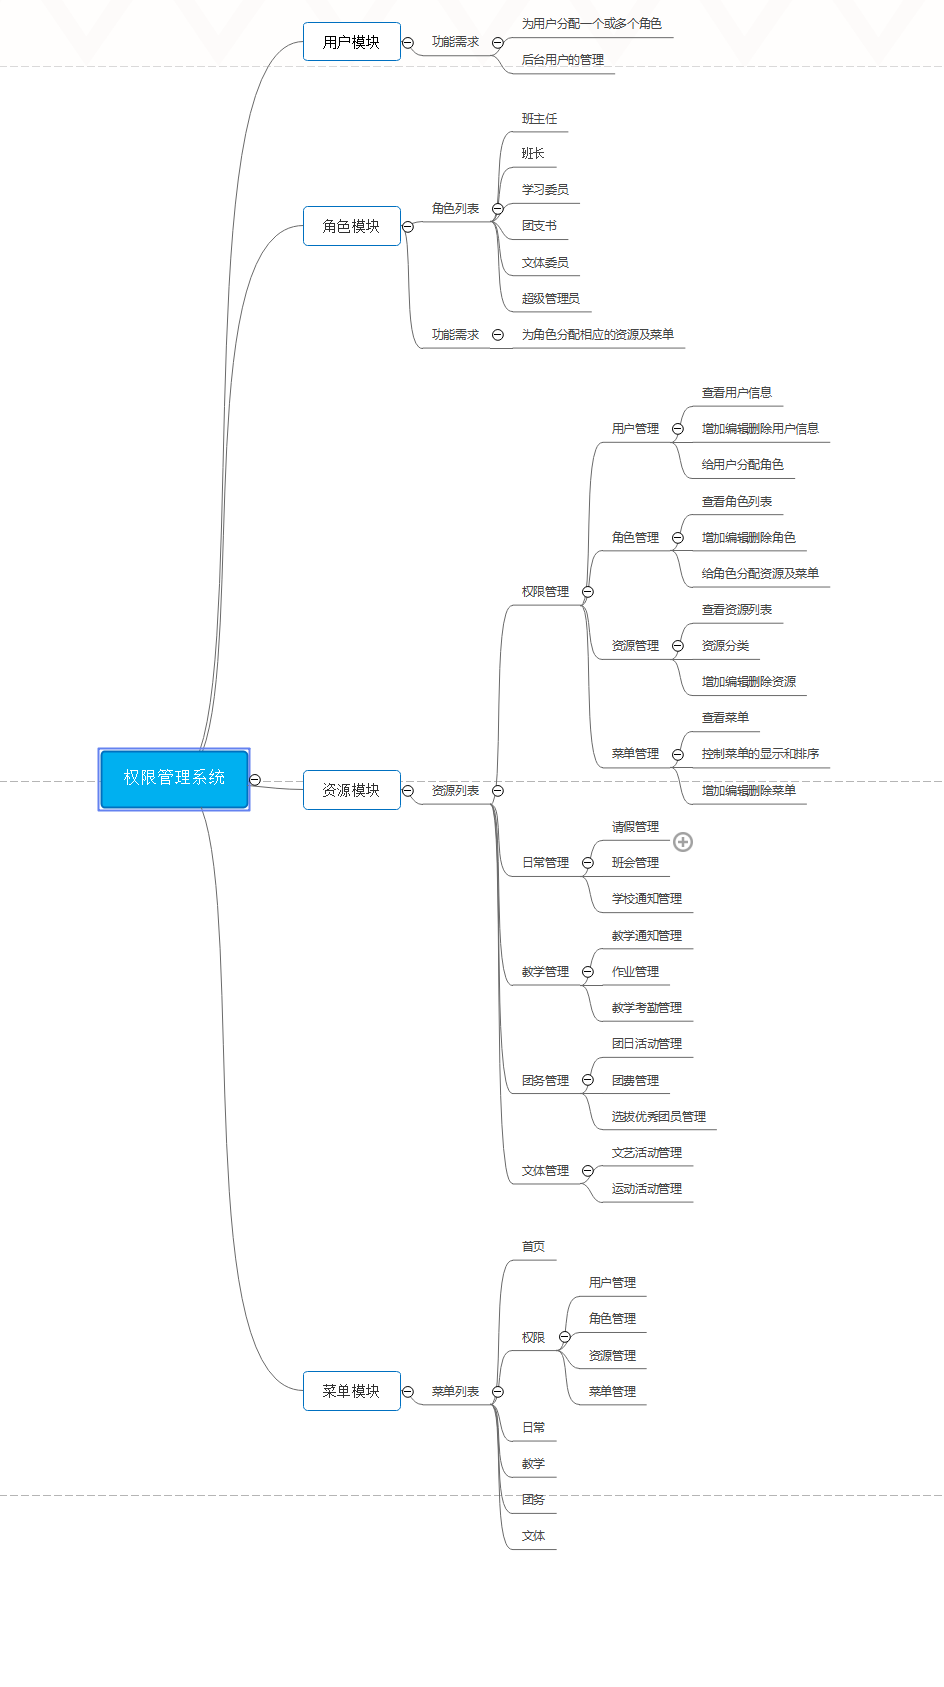 权限管理系统
用户模块
功能需求
为用户分配一个或多个角色
后台用户的管理
角色模块
角色列表
班主任
班长
学习委员
团支书
文体委员
超级管理员
功能需求
为角色分配相应的资源及菜单
资源模块
资源列表
权限管理
用户管理
查看用户信息
增加编辑删除用户信息
给用户分配角色
角色管理
查看角色列表
增加编辑删除角色
给角色分配资源及菜单
资源管理
查看资源列表
资源分类
增加编辑删除资源
菜单管理
查看菜单
控制菜单的显示和排序
增加编辑删除菜单
日常管理
请假管理
班会管理
学校通知管理
教学管理
教学通知管理
作业管理
教学考勤管理
团务管理
团日活动管理
团费管理
选拔优秀团员管理
文体管理
文艺活动管理
运动活动管理
菜单模块
菜单列表
首页
权限
用户管理
角色管理
资源管理
菜单管理
日常
教学
团务
文体